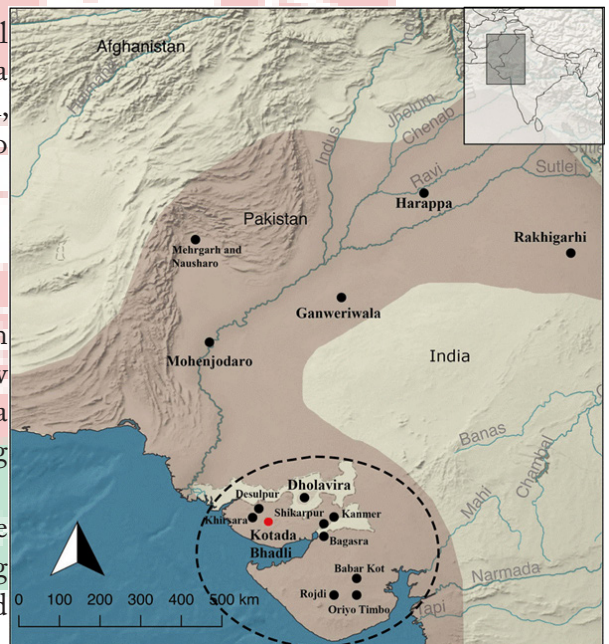 Afghanistan
Helmand
Indus
Jhelum
Chenab
Ravi
Sutlej
Harappa
Pakistan
Mehrgarh and
Nausharo
Rakhigarhi
Ganweriwala
Mohenjodaro
India
Banas
Chambal
Mahi
Dholavira
Desulpur
Shikarpur
Kanmer
Khirsara
Kotada
Bhadli
Bagasra
Babar Kot
Narmada
Rojdi
Oriyo Timbo
Tapi
0 100 200 300 400 500 km